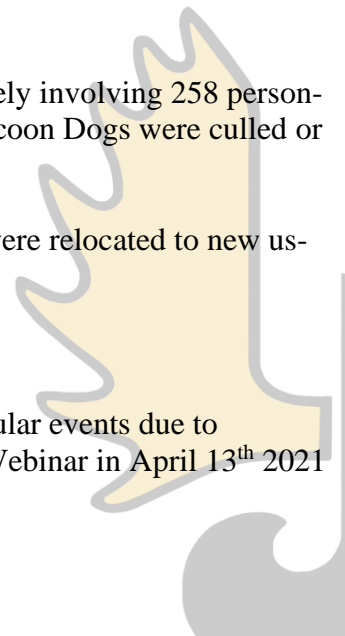 ely involving 258 person-
coon Dogs were culled or
were relocated to new us-
ular events due to
Webinar in April 13th 2021